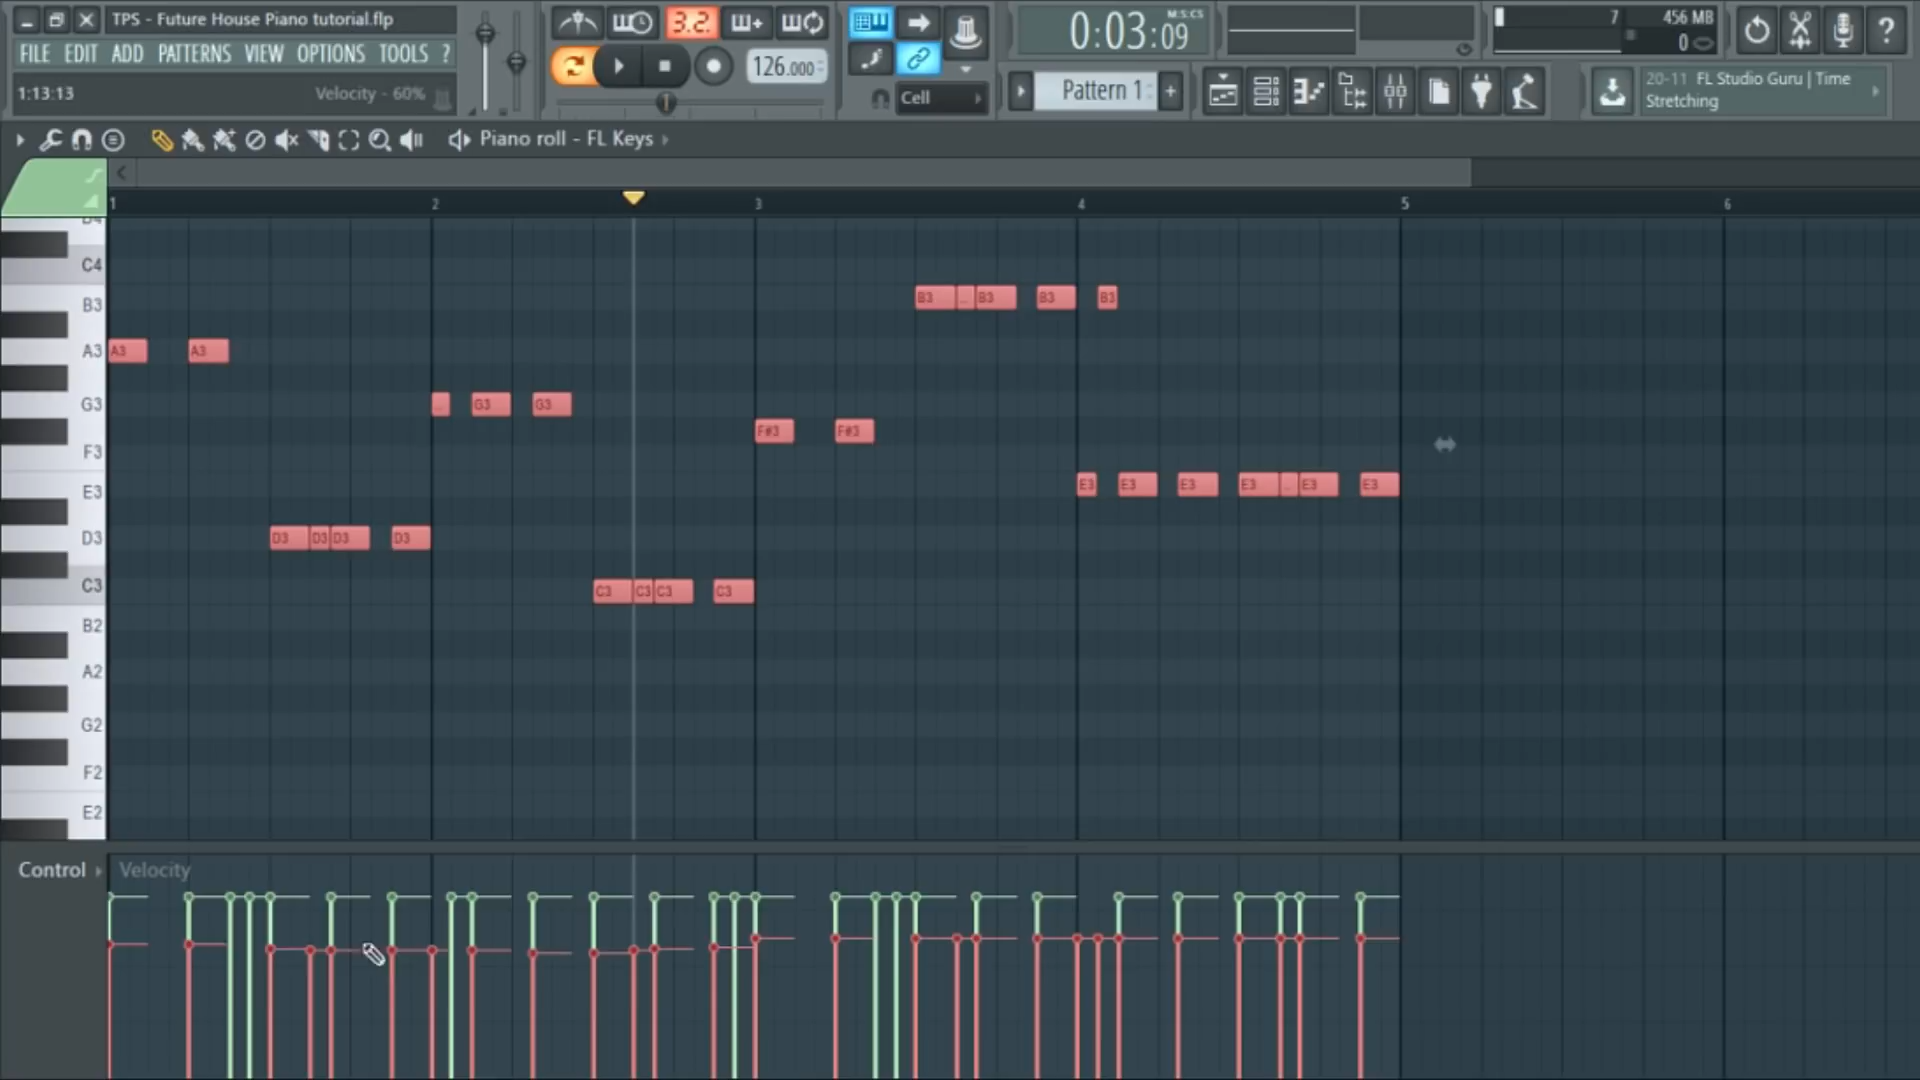 TPS - Future House Piano tutorial.flp
FILE EDIT ADD PATTERNS VIEW OPTIONS TOOLS ?
1:13:13 Velocity - 60%
3.2.
126.000
0:03:09 M:S:CS
Cell
Pattern 1 +
7 456 MB
0
?
20-11 FL Studio Guru | Time
Stretching
Piano roll - FL Keys
1 2 3 4 5 6
D4
C4
B3 B3 .. B3 B3 B3
A3 A3 A3
G3 .. G3 G3
F#3 F#3
F3
E3 E3 E3 E3 E3 .. E3 E3
D3 D3 D3 D3 D3
C3 C3 C3 C3 C3
B2
A2
G2
F2
E2
Control Velocity